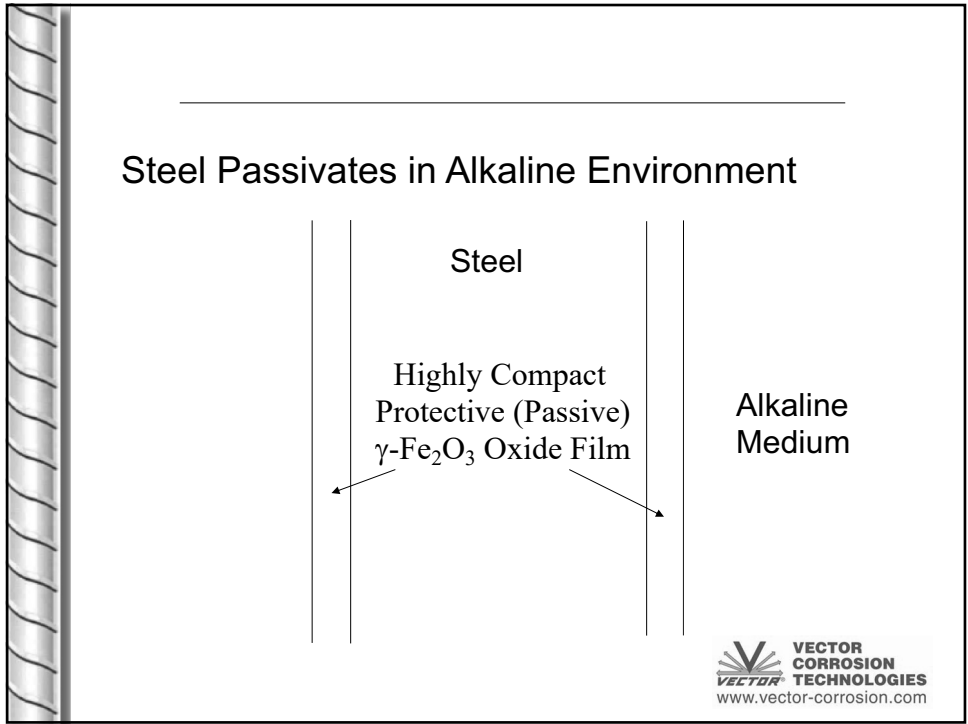 Steel Passivates in Alkaline Environment
Steel
Highly Compact
Protective (Passive)
γ-Fe₂O₃ Oxide Film
Alkaline
Medium
VECTOR
CORROSION
TECHNOLOGIES
VECTOR®
www.vector-corrosion.com